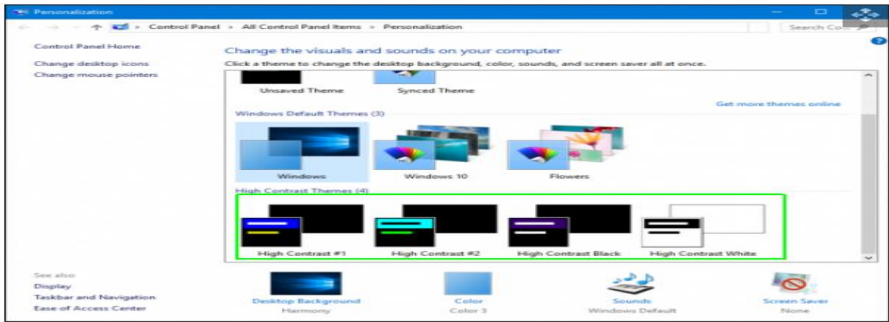 Personalization
Control Panel > All Control Panel Items > Personalization
Search Co...
Control Panel Home
Change desktop icons
Change mouse pointers
Change the visuals and sounds on your computer
Click a theme to change the desktop background, color, sounds, and screen saver all at once.
Unsaved Theme Synced Theme
Get more themes online
Windows Default Themes (3)
Windows Windows 10 Flowers
High Contrast Themes (4)
High Contrast #1 High Contrast #2 High Contrast Black High Contrast White
See also
Display
Taskbar and Navigation
Ease of Access Center
Desktop Background Color Sounds Screen Saver
Harmony Color 3 Windows Default None